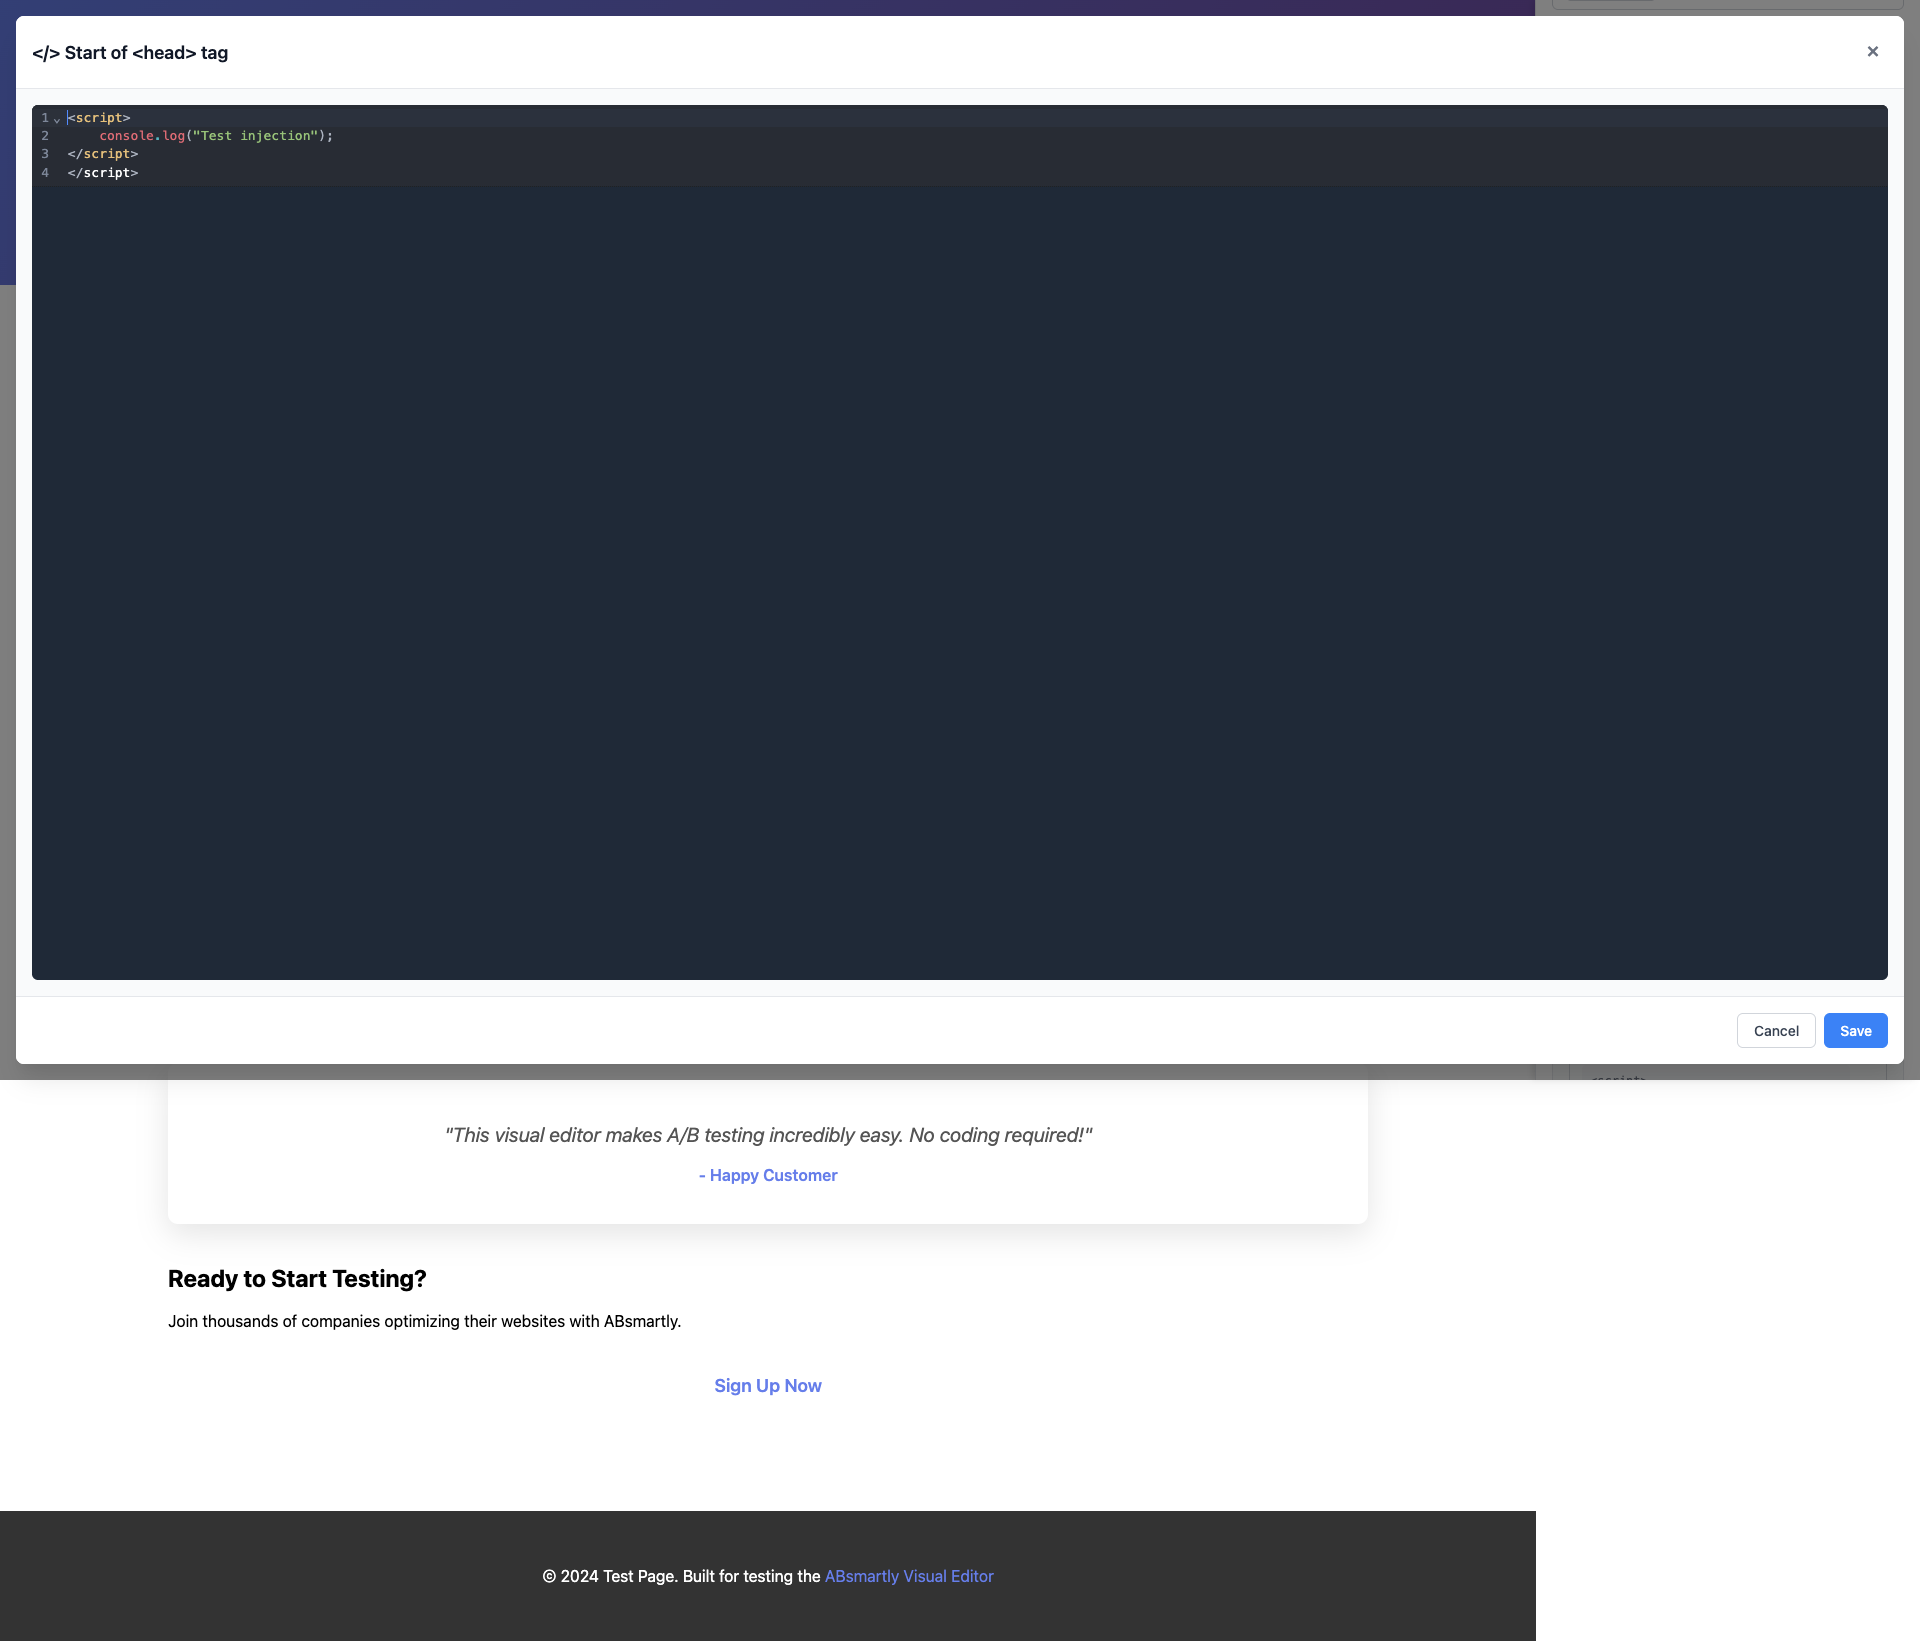 </> Start of <head> tag
×
1 <script>
2     console.log("Test injection");
3 </script>
4 </script>
Cancel
Save
<script>
"This visual editor makes A/B testing incredibly easy. No coding required!"
- Happy Customer
Ready to Start Testing?
Join thousands of companies optimizing their websites with ABsmartly.
Sign Up Now
© 2024 Test Page. Built for testing the ABsmartly Visual Editor